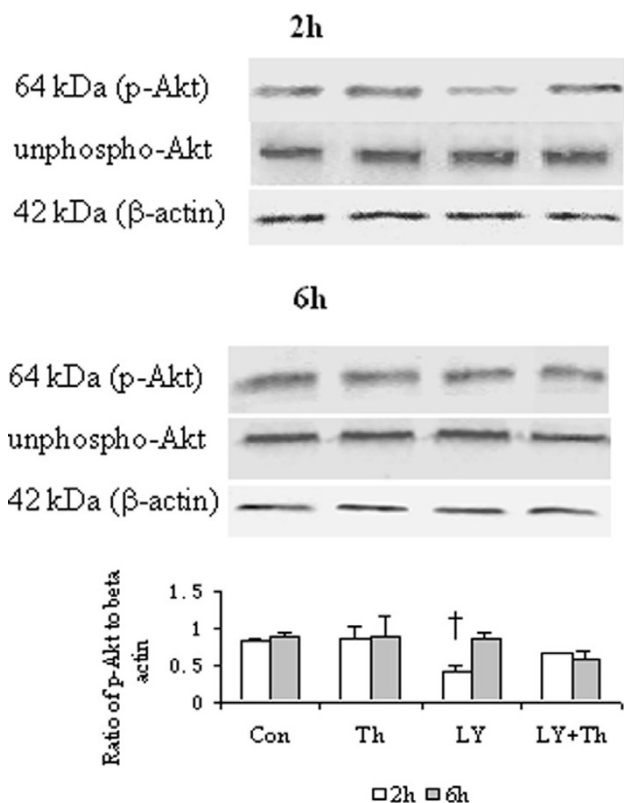 2h
64 kDa (p-Akt)
unphospho-Akt
42 kDa (β-actin)
6h
64 kDa (p-Akt)
unphospho-Akt
42 kDa (β-actin)
Ratio of p-Akt to beta
actin
1.5
1
0.5
0
†
Con Th LY LY+Th
2h 6h